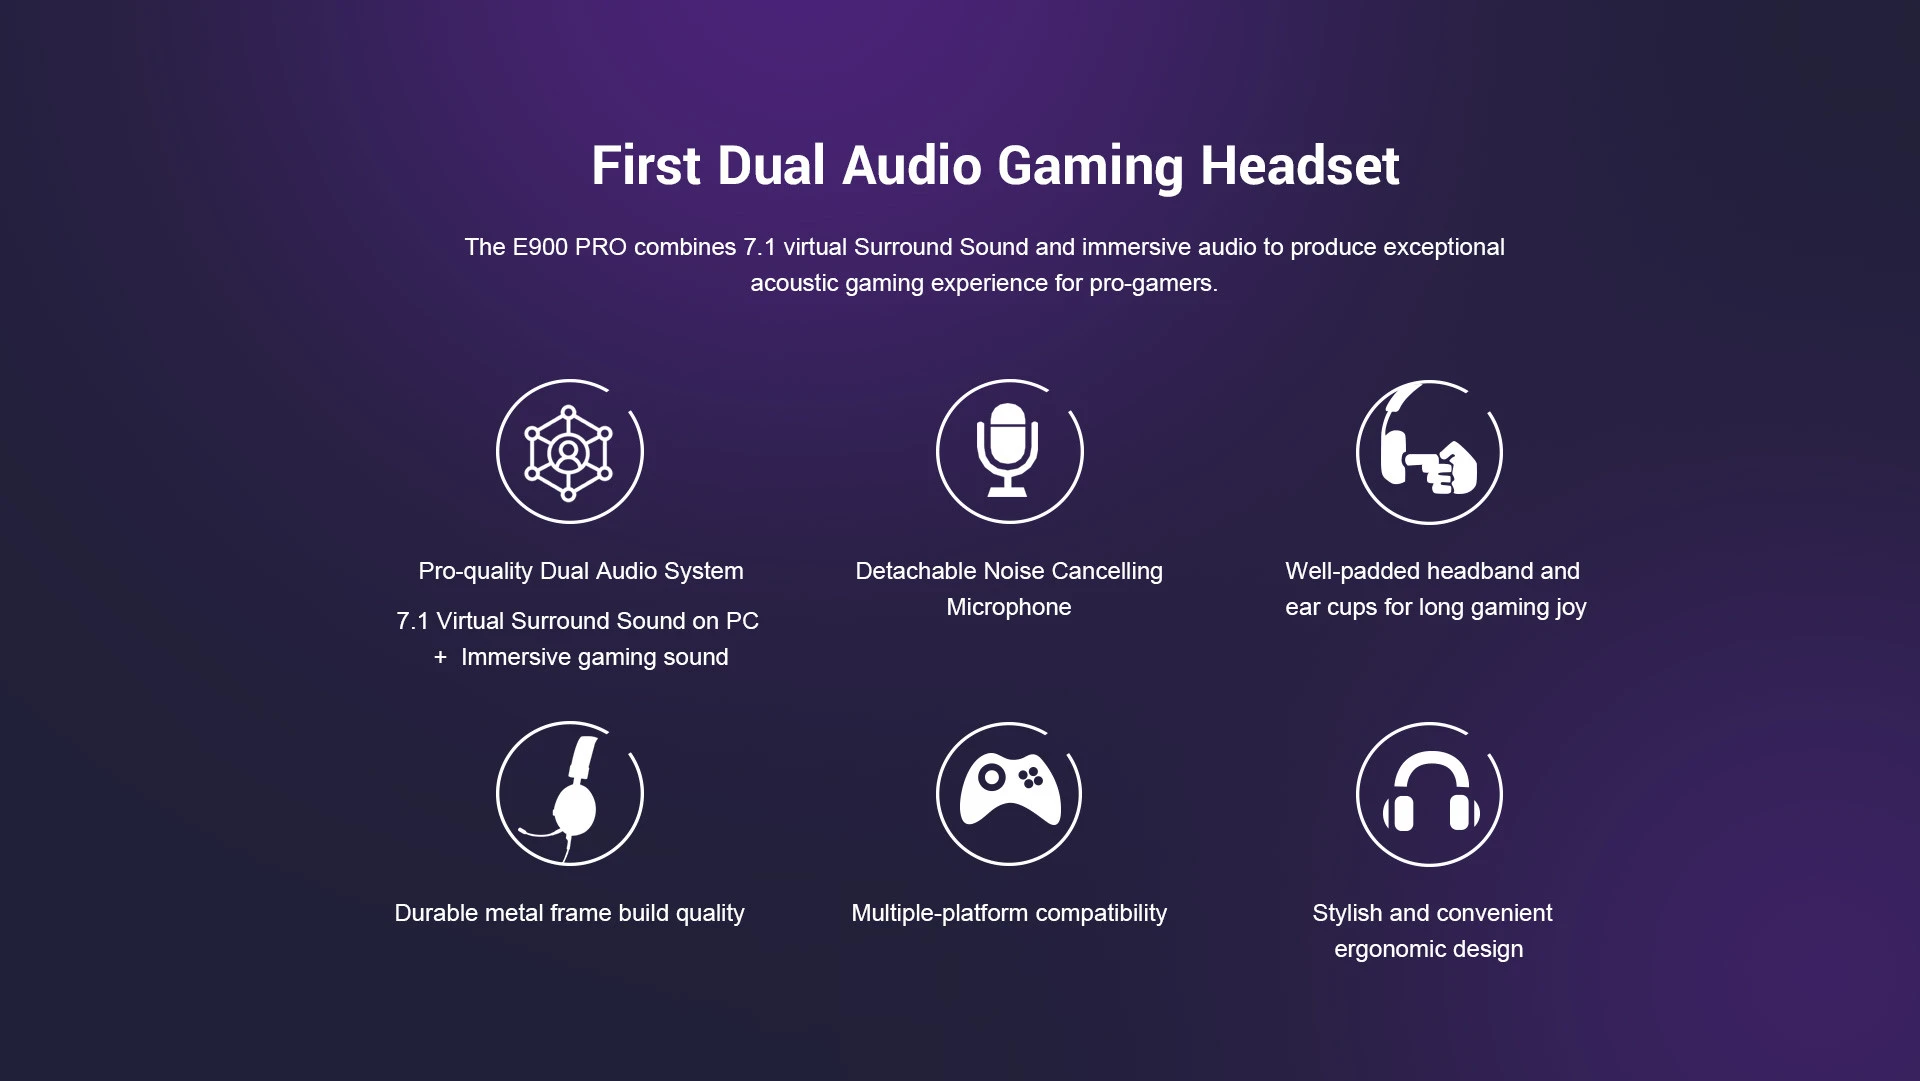 First Dual Audio Gaming Headset
The E900 PRO combines 7.1 virtual Surround Sound and immersive audio to produce exceptional
acoustic gaming experience for pro-gamers.
Pro-quality Dual Audio System
7.1 Virtual Surround Sound on PC
+ Immersive gaming sound
Detachable Noise Cancelling
Microphone
Well-padded headband and
ear cups for long gaming joy
Durable metal frame build quality
Multiple-platform compatibility
Stylish and convenient
ergonomic design